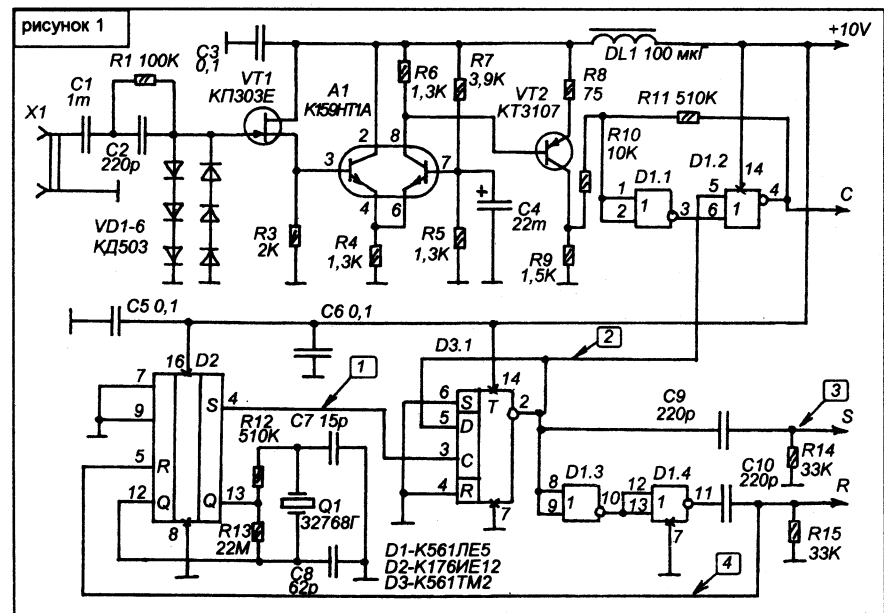 рисунок 1
+10V
C3
0,1
R1 100K
C1
1m
X1
C2
220p
VT1
КП303Е
A1
К159НТ1А
R6
1,3K
R7
3,9K
VT2
КТ3107
DL1 100 мкГ
R8
75
R11 510K
R10
10K
D1.1
D1.2
14
2
8
3
7
4
6
1
2
1
3
5
6
1
4
C
VD1-6
КД503
R3
2K
R4
1,3K
R5
1,3K
+
C4
22m
R9
1,5K
C5 0,1
C6 0,1
16
D2
7
9
5
12
R
Q
S
Q
4
13
8
1
R12
510K
C7 15p
Q1
32768Г
R13
22M
C8
62p
D3.1
14
6
5
3
4
S
D
C
R
T
2
7
2
C9
220p
3
S
R14
33K
D1.3
8
9
1
10
D1.4
12
13
1
11
7
C10
220p
R
R15
33K
4
D1-К561ЛЕ5
D2-К176ИЕ12
D3-К561ТМ2